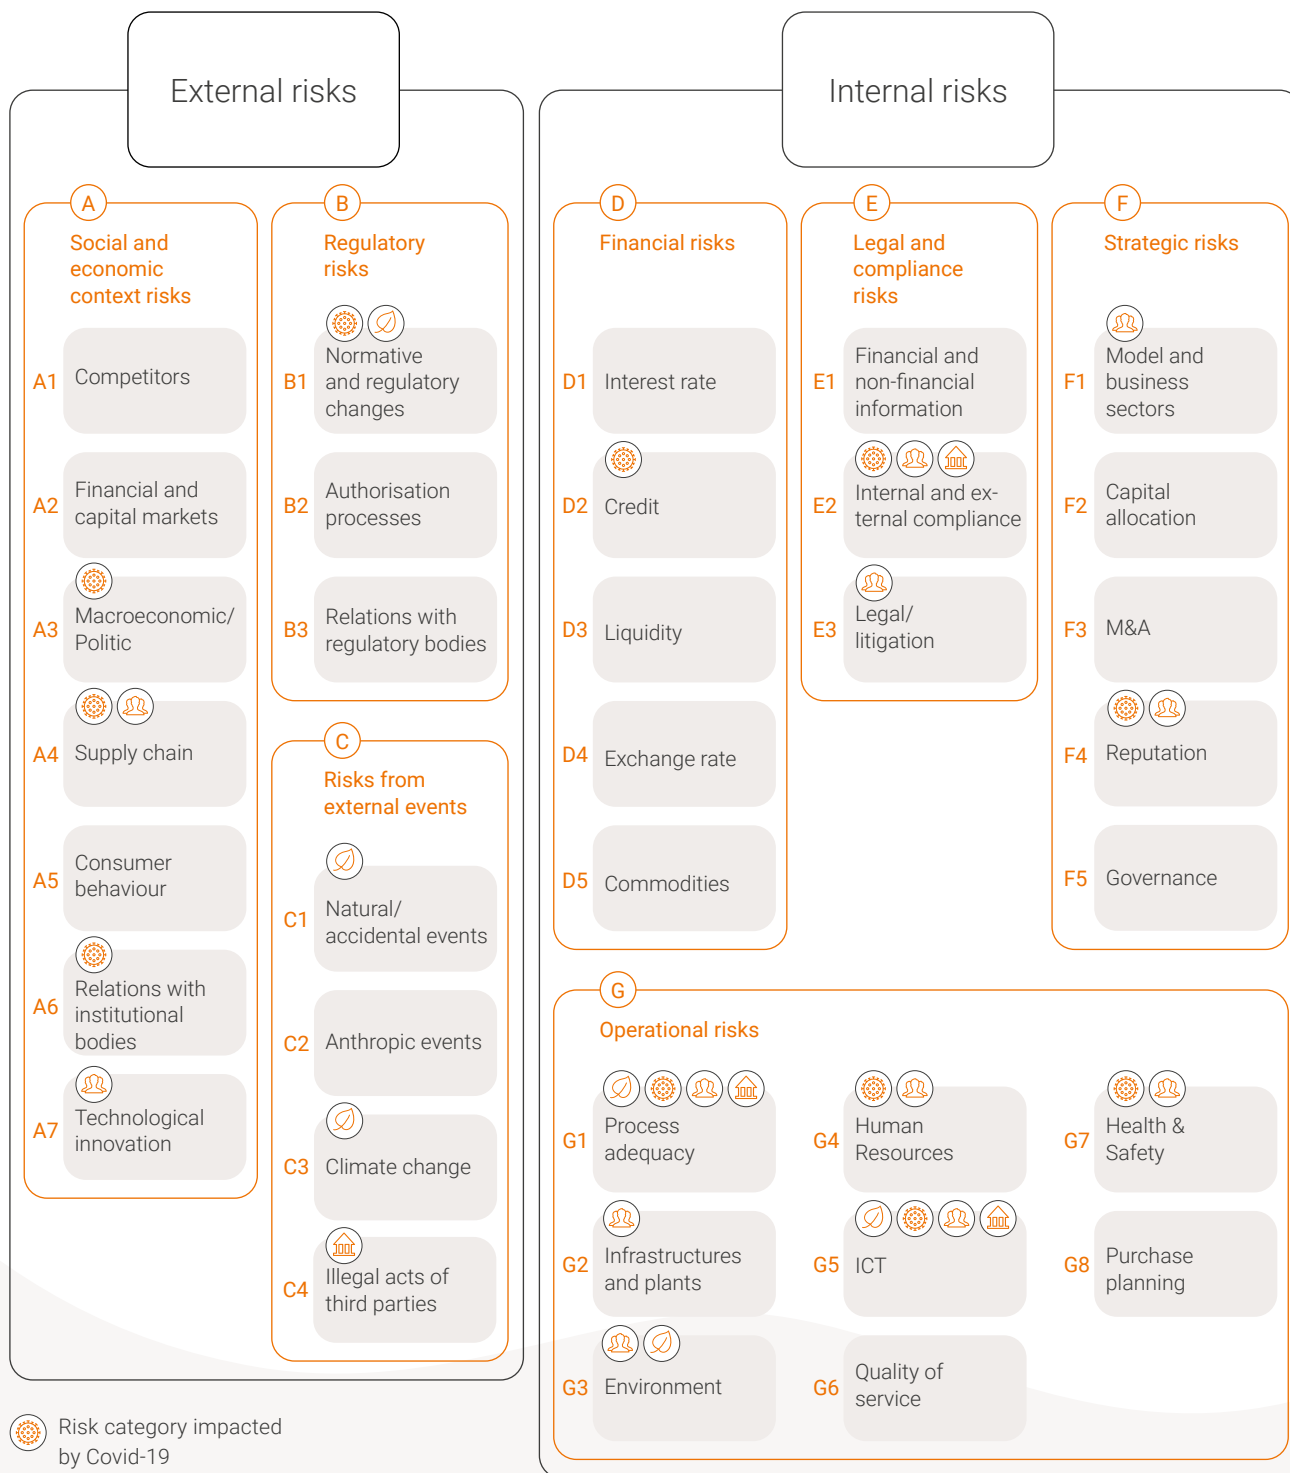 External risks
Internal risks
A
Social and
economic
context risks
A1
Competitors
A2
Financial and
capital markets
A3
Macroeconomic/
Politic
A4
Supply chain
A5
Consumer
behaviour
A6
Relations with
institutional
bodies
A7
Technological
innovation
B
Regulatory
risks
B1
Normative
and regulatory
changes
B2
Authorisation
processes
B3
Relations with
regulatory bodies
C
Risks from
external events
C1
Natural/
accidental events
C2
Anthropic events
C3
Climate change
C4
Illegal acts of
third parties
D
Financial risks
D1
Interest rate
D2
Credit
D3
Liquidity
D4
Exchange rate
D5
Commodities
E
Legal and
compliance
risks
E1
Financial and
non-financial
information
E2
Internal and ex-
ternal compliance
E3
Legal/
litigation
F
Strategic risks
F1
Model and
business
sectors
F2
Capital
allocation
F3
M&A
F4
Reputation
F5
Governance
G
Operational risks
G1
Process
adequacy
G2
Infrastructures
and plants
G3
Environment
G4
Human
Resources
G5
ICT
G6
Quality of
service
G7
Health &
Safety
G8
Purchase
planning
Risk category impacted
by Covid-19